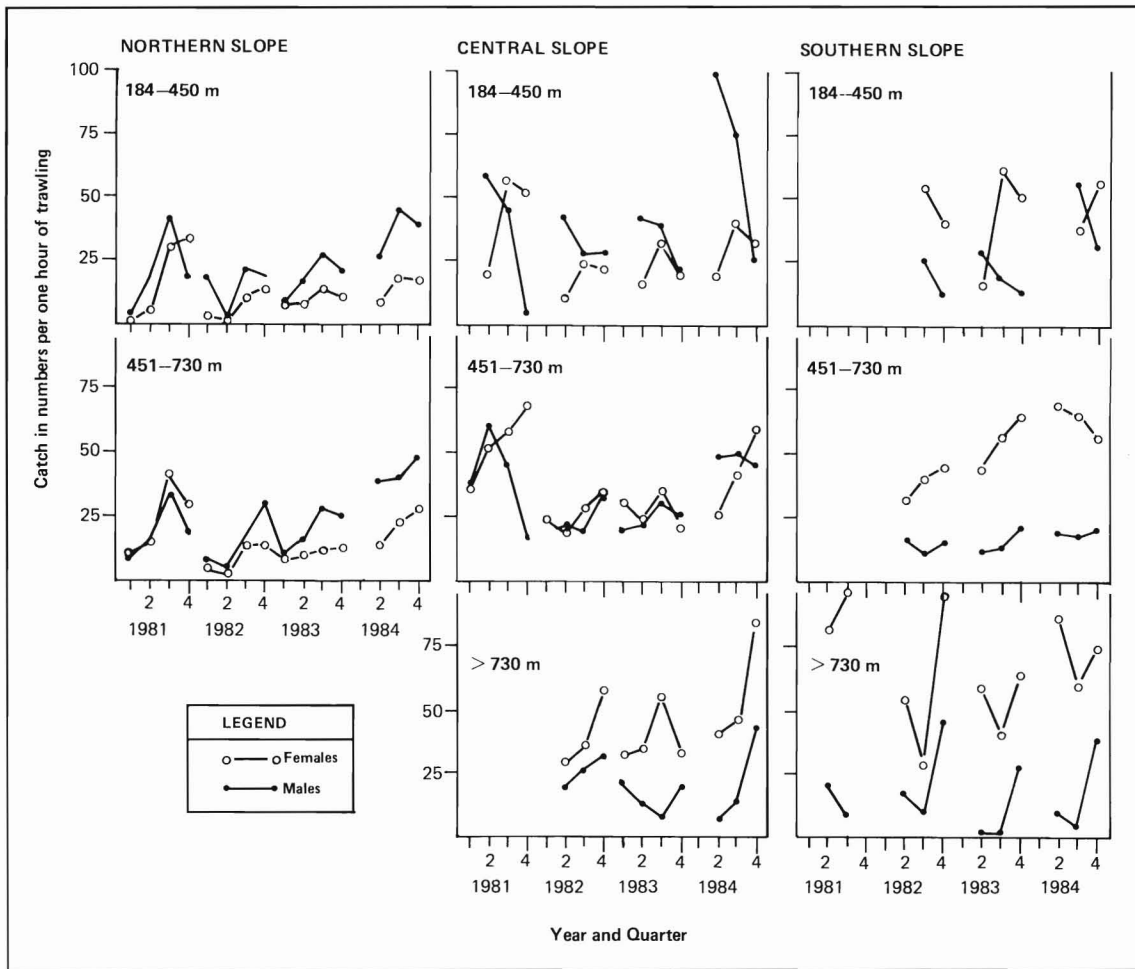 NORTHERN SLOPE
CENTRAL SLOPE
SOUTHERN SLOPE
Catch in numbers per one hour of trawling
100
75
50
25
184—450 m
184—450 m
184--450 m
75
50
25
451—730 m
451—730 m
451—730 m
2 4 2 4 2 4 2 4
1981 1982 1983 1984
75
50
25
> 730 m
> 730 m
LEGEND
Females
Males
2 4 2 4 2 4 2 4
1981 1982 1983 1984
2 4 2 4 2 4 2 4
1981 1982 1983 1984
Year and Quarter